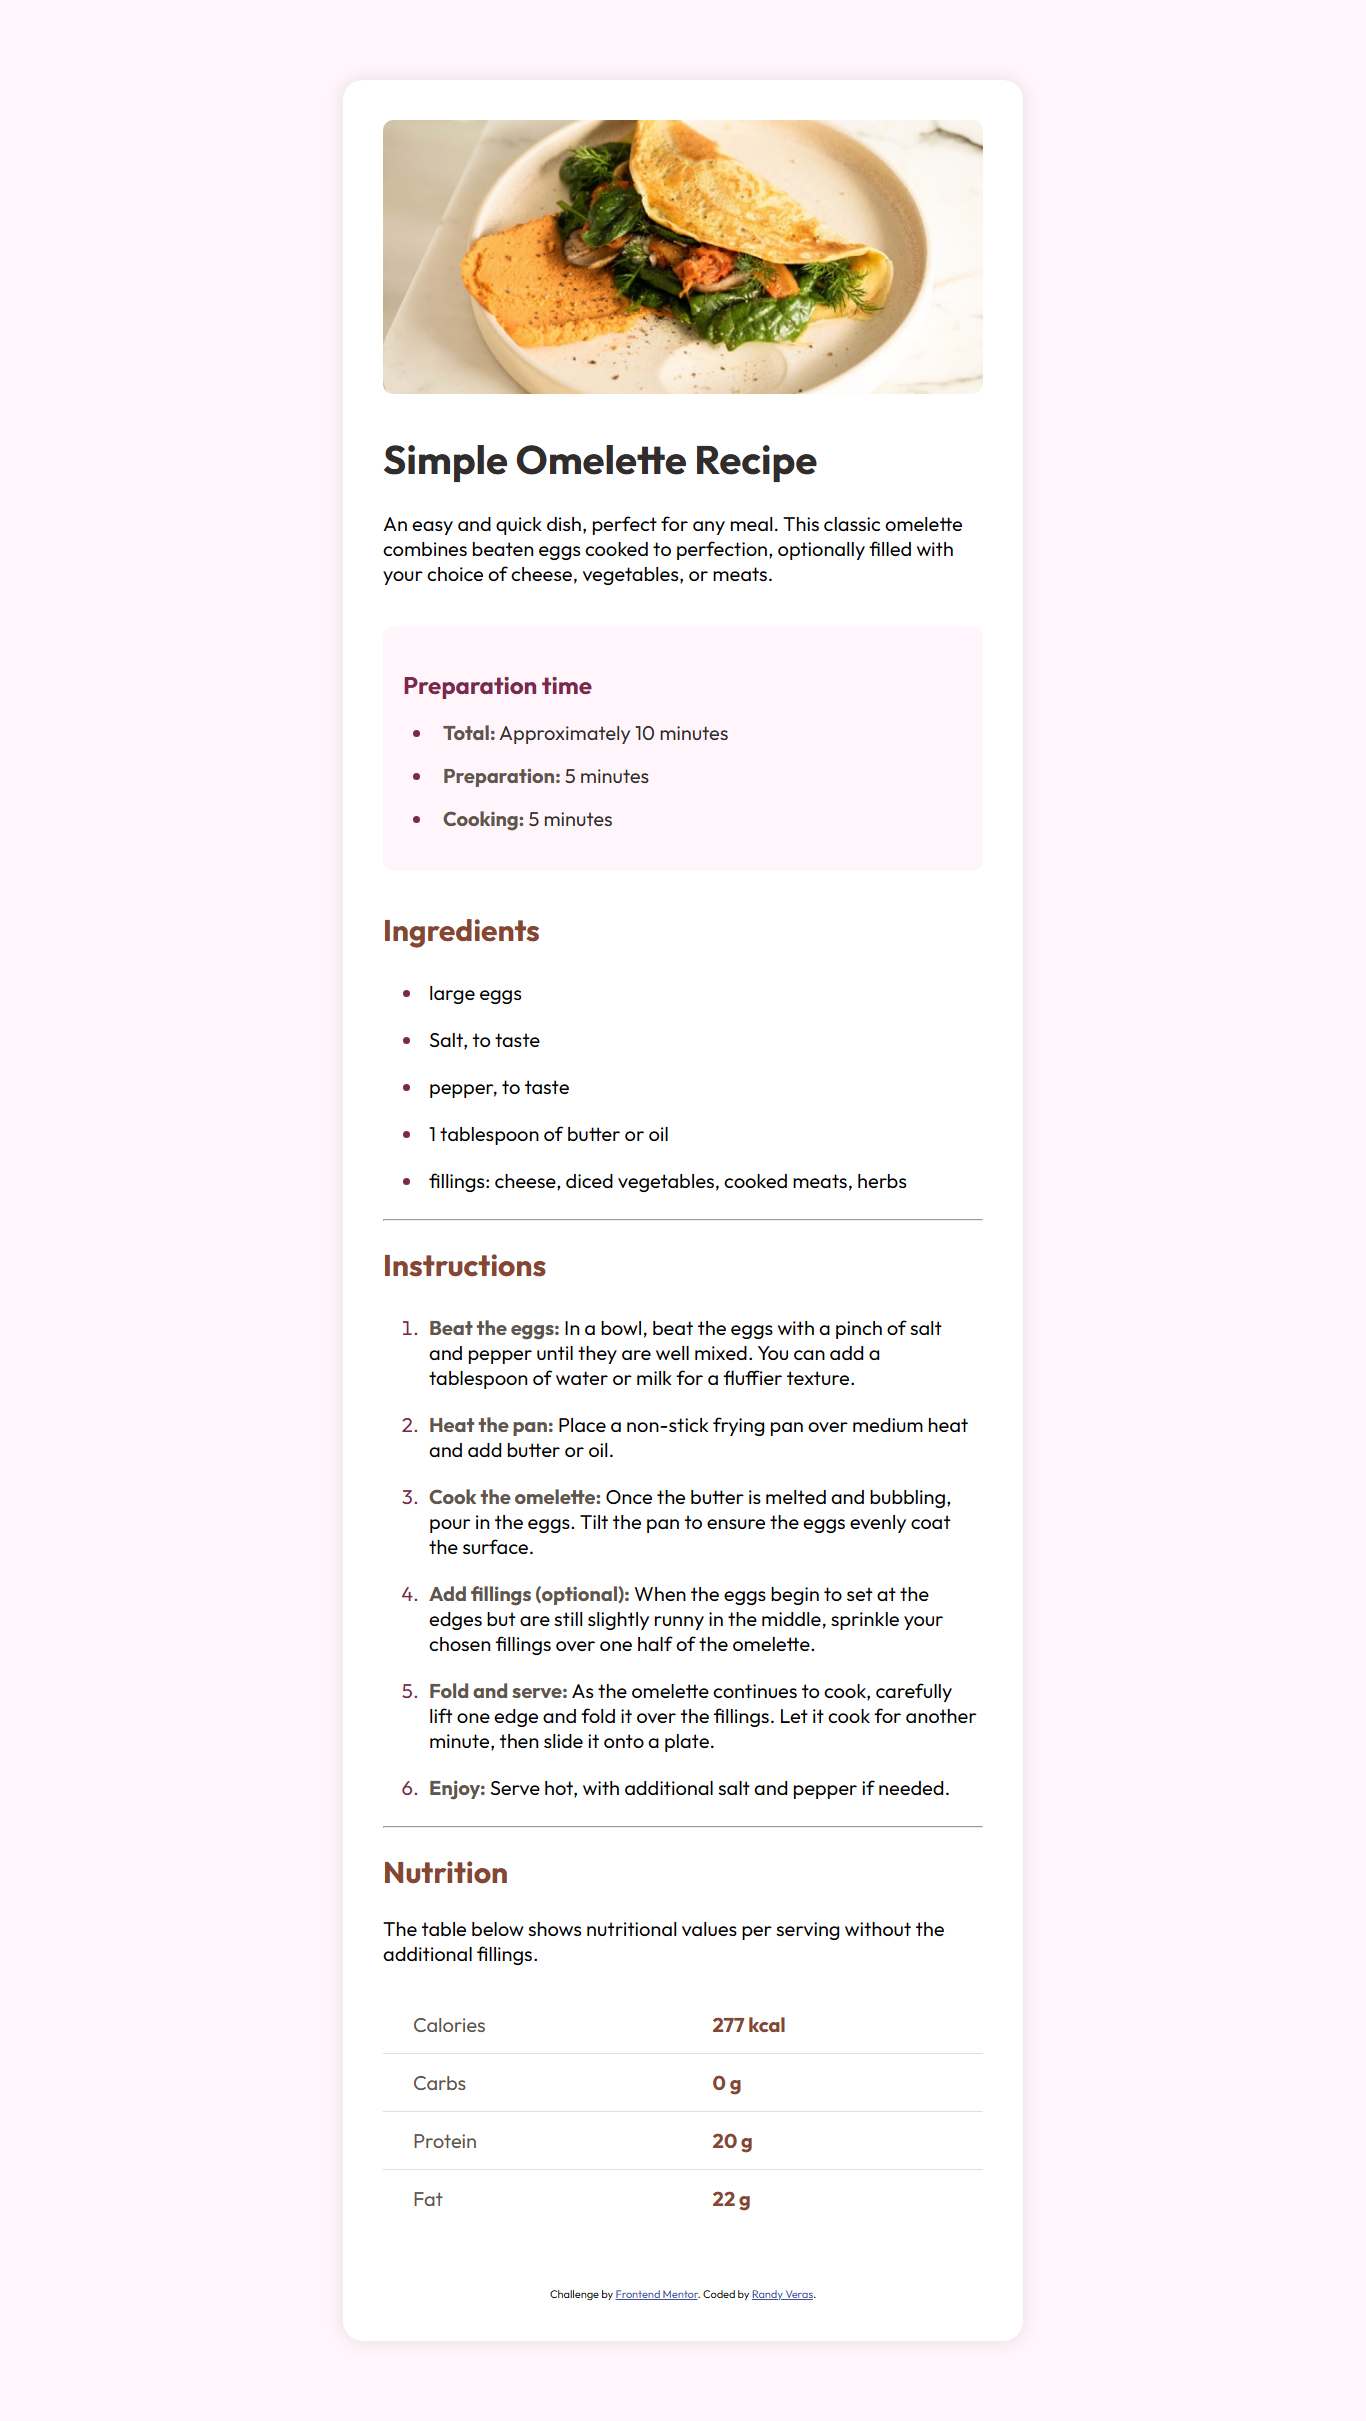 Simple Omelette Recipe
An easy and quick dish, perfect for any meal. This classic omelette
combines beaten eggs cooked to perfection, optionally filled with
your choice of cheese, vegetables, or meats.
Preparation time
• Total: Approximately 10 minutes
• Preparation: 5 minutes
• Cooking: 5 minutes
Ingredients
• large eggs
• Salt, to taste
• pepper, to taste
• 1 tablespoon of butter or oil
• fillings: cheese, diced vegetables, cooked meats, herbs
Instructions
1. Beat the eggs: In a bowl, beat the eggs with a pinch of salt
and pepper until they are well mixed. You can add a
tablespoon of water or milk for a fluffier texture.
2. Heat the pan: Place a non-stick frying pan over medium heat
and add butter or oil.
3. Cook the omelette: Once the butter is melted and bubbling,
pour in the eggs. Tilt the pan to ensure the eggs evenly coat
the surface.
4. Add fillings (optional): When the eggs begin to set at the
edges but are still slightly runny in the middle, sprinkle your
chosen fillings over one half of the omelette.
5. Fold and serve: As the omelette continues to cook, carefully
lift one edge and fold it over the fillings. Let it cook for another
minute, then slide it onto a plate.
6. Enjoy: Serve hot, with additional salt and pepper if needed.
Nutrition
The table below shows nutritional values per serving without the
additional fillings.
Calories 277 kcal
Carbs 0 g
Protein 20 g
Fat 22 g
Challenge by Frontend Mentor. Coded by Randy Veras.